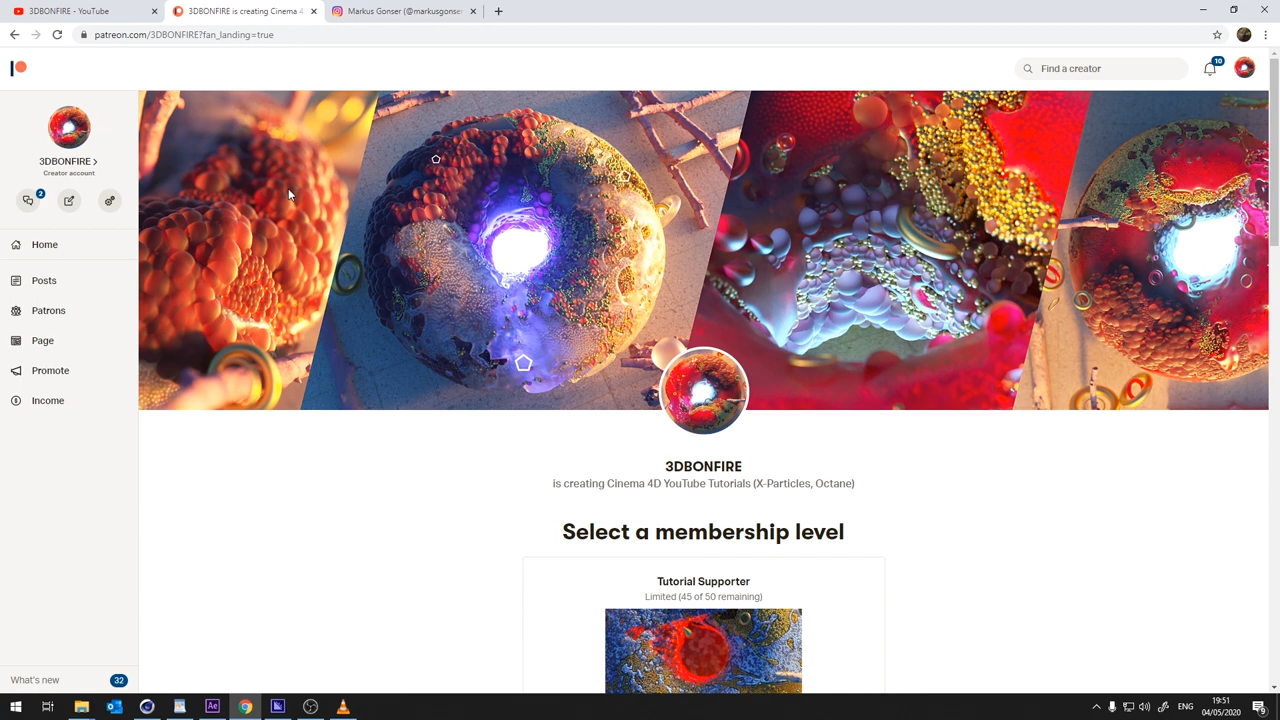 3DBONFIRE - YouTube
3DBONFIRE is creating Cinema 4
Markus Gonser (@markusgonser
patreon.com/3DBONFIRE?fan_landing=true
Find a creator
10
3DBONFIRE
Creator account
2
Home
Posts
Patrons
Page
Promote
Income
3DBONFIRE
is creating Cinema 4D YouTube Tutorials (X-Particles, Octane)
Select a membership level
Tutorial Supporter
Limited (45 of 50 remaining)
What's new
32
Ae
ENG
19:51
04/05/2020
9